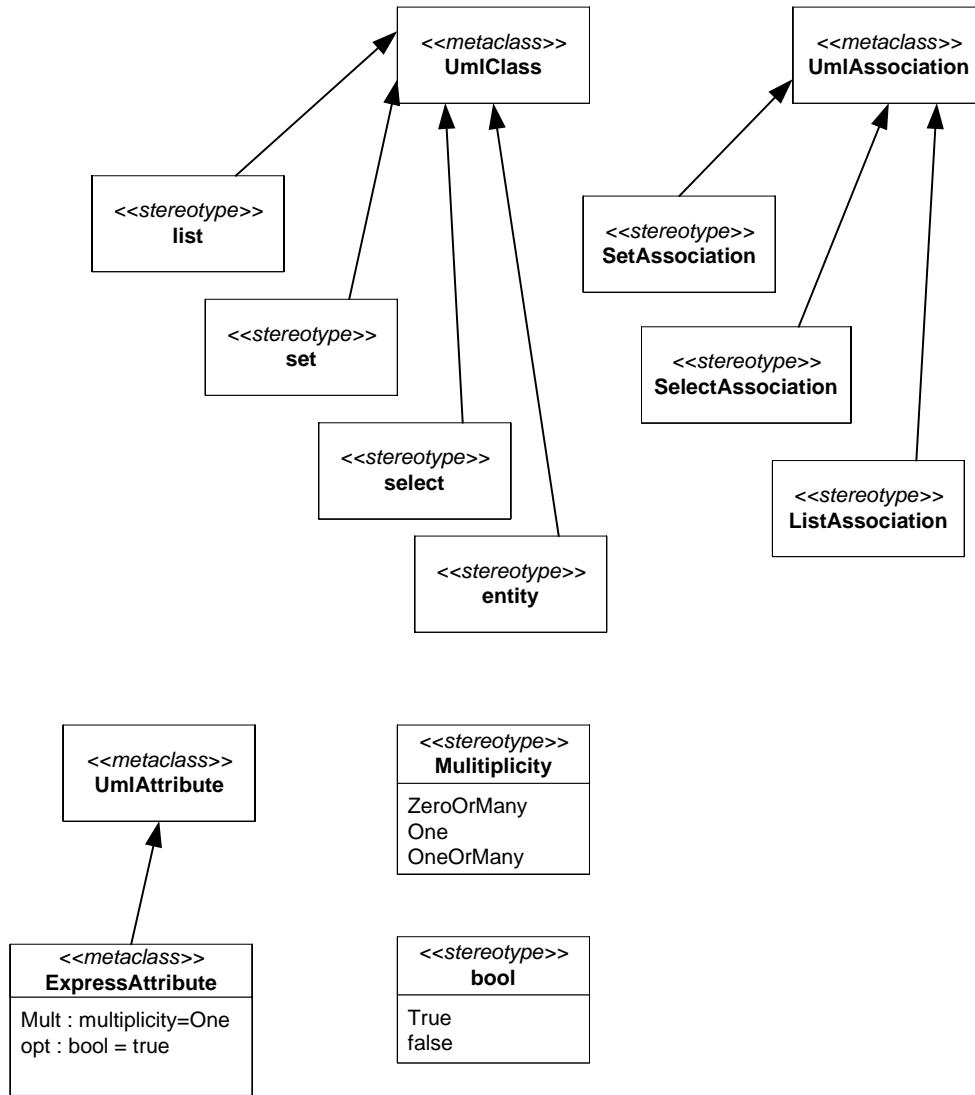 <<metaclass>>
UmlClass
<<metaclass>>
UmlAssociation
<<stereotype>>
list
<<stereotype>>
SetAssociation
<<stereotype>>
set
<<stereotype>>
SelectAssociation
<<stereotype>>
select
<<stereotype>>
ListAssociation
<<stereotype>>
entity
<<metaclass>>
UmlAttribute
<<stereotype>>
Mulitiplicity
ZeroOrMany
One
OneOrMany
<<metaclass>>
ExpressAttribute
Mult : multiplicity=One
opt : bool = true
<<stereotype>>
bool
True
false